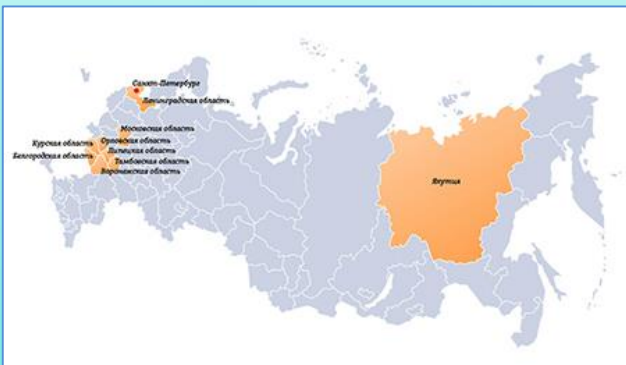 Санкт-Петербург
Ленинградская область
Московская область
Курская область
Орловская область
Липецкая область
Белгородская область
Тамбовская область
Воронежская область
Якутия